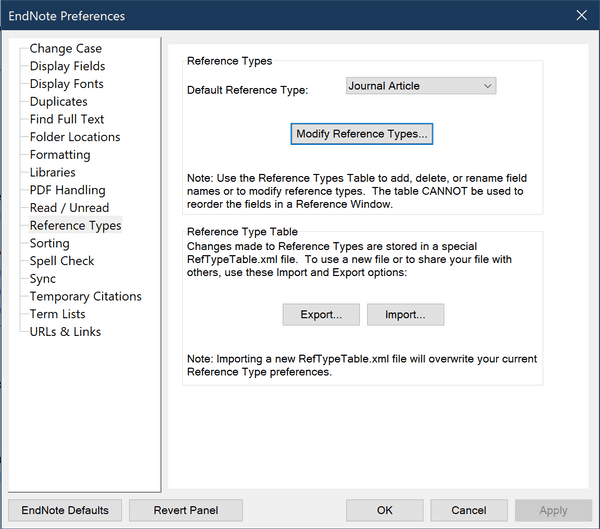 EndNote Preferences
Change Case
Display Fields
Display Fonts
Duplicates
Find Full Text
Folder Locations
Formatting
Libraries
PDF Handling
Read / Unread
Reference Types
Sorting
Spell Check
Sync
Temporary Citations
Term Lists
URLs & Links
Reference Types
Default Reference Type: Journal Article
Modify Reference Types...
Note: Use the Reference Types Table to add, delete, or rename field
names or to modify reference types. The table CANNOT be used to
reorder the fields in a Reference Window.
Reference Type Table
Changes made to Reference Types are stored in a special
RefTypeTable.xml file. To use a new file or to share your file with
others, use these Import and Export options:
Export... Import...
Note: Importing a new RefTypeTable.xml file will overwrite your current
Reference Type preferences.
EndNote Defaults Revert Panel OK Cancel Apply